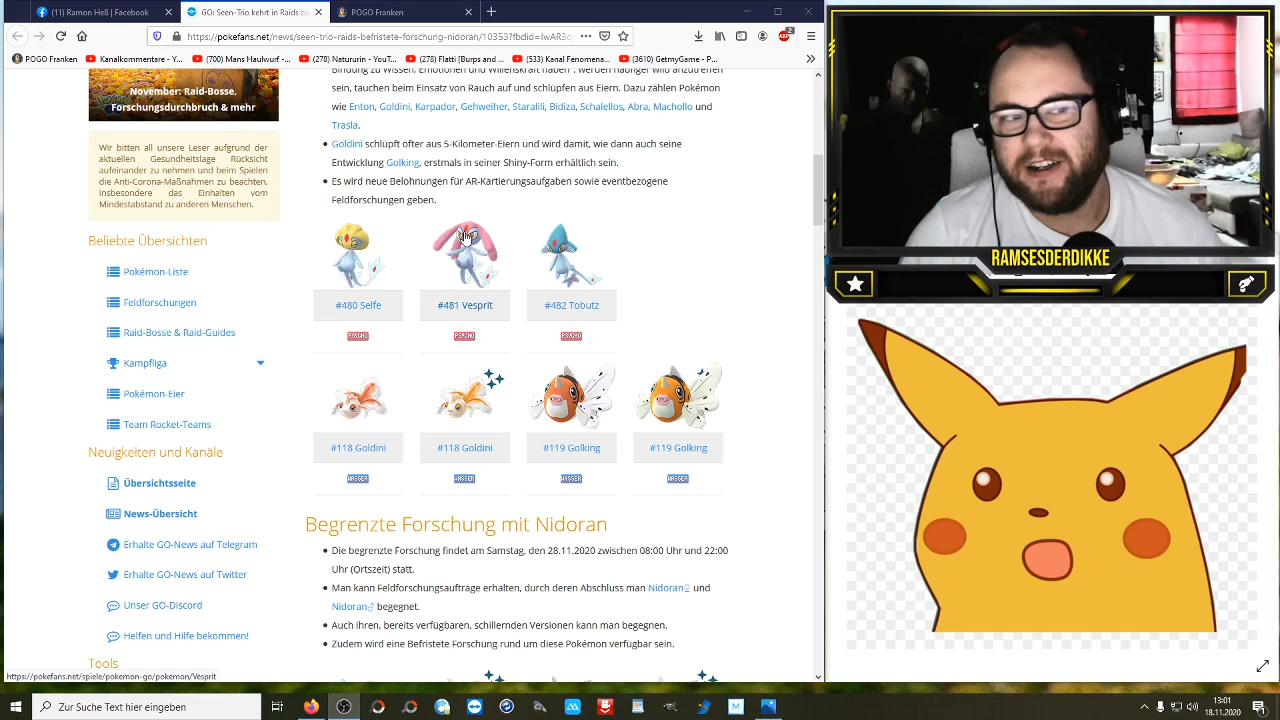 (11) Ramon Heß | Facebook
GO: Seen-Trio kehrt in Raids zu
POGO Franken
https://pokefans.net/news/seen-trio-raids-befristete-forschung-nido
0353?fbclid=IwAR3c
2
POGO Franken
Kanalkommentare - Y...
(700) Mans Haulwurf -...
(278) Natururin - YouT...
(278) Flatti [Burps and ...
(533) Kanal Fenomena...
(3610) GetmyGame - P...
November: Raid-Bosse,
Forschungsdurchbruch & mehr
Wir bitten all unsere Leser aufgrund der
aktuellen Gesundheitslage Rücksicht
aufeinander zu nehmen und beim Spielen
die Anti-Corona-Maßnahmen zu beachten,
insbesondere das Einhalten vom
Mindestabstand zu anderen Menschen.
Beliebte Übersichten
Pokémon-Liste
Feldforschungen
Raid-Bosse & Raid-Guides
Kampfliga
Pokémon-Eier
Team Rocket-Teams
Neuigkeiten und Kanäle
Übersichtsseite
News-Übersicht
Erhalte GO-News auf Telegram
Erhalte GO-News auf Twitter
Unser GO-Discord
Helfen und Hilfe bekommen!
Tools
Bindung zu Wissen, Emotionen und Willenskraft haben", werden häufiger wild anzutreffen
sein, tauchen beim Einsatz von Rauch auf und schlüpfen aus Eiern. Dazu zählen Pokémon
wie Enton, Goldini, Karpador, Gehweiher, Staralili, Bidiza, Schalellos, Abra, Machollo und
Trasla.
Goldini schlüpft öfter aus 5-Kilometer-Eiern und wird damit, wie dann auch seine
Entwicklung Golking, erstmals in seiner Shiny-Form erhältlich sein.
Es wird neue Belohnungen für AR-Kartierungsaufgaben sowie eventbezogene
Feldforschungen geben.
#480 Selfe
#481 Vesprit
#482 Tobutz
PSYCHO
PSYCHO
PSYCHO
#118 Goldini
#118 Goldini
#119 Golking
#119 Golking
WASSER
WASSER
WASSER
WASSER
Begrenzte Forschung mit Nidoran
Die begrenzte Forschung findet am Samstag, den 28.11.2020 zwischen 08:00 Uhr und 22:00
Uhr (Ortszeit) statt.
Man kann Feldforschungsaufträge erhalten, durch deren Abschluss man Nidoran♀ und
Nidoran♂ begegnet.
Auch ihren, bereits verfügbaren, schillernden Versionen kann man begegnen.
Zudem wird eine Befristete Forschung rund um diese Pokémon verfügbar sein.
https://pokefans.net/spiele/pokemon-go/pokemon/Vesprit
RAMSESDERDIKKE
Zur Suche Text hier eingeben
13:01
18.11.2020